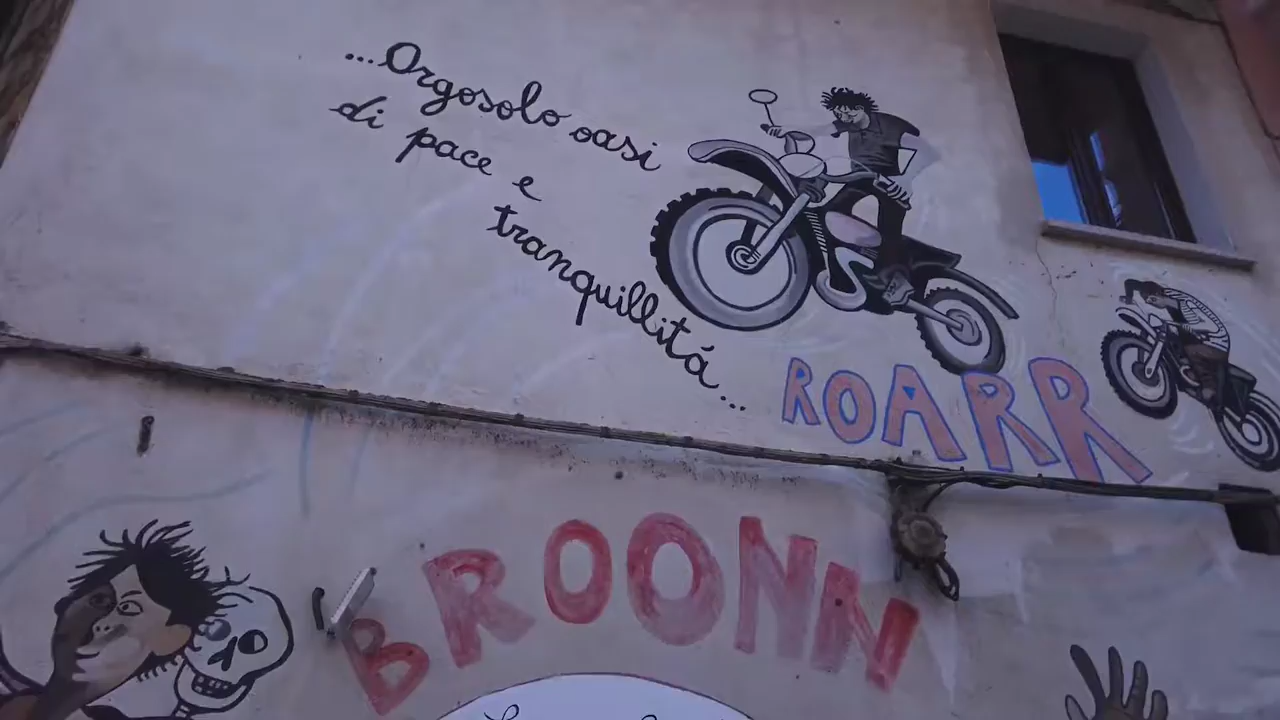 ...Orgosolo oasi
di pace e
tranquillitá...
ROARR
BROONN